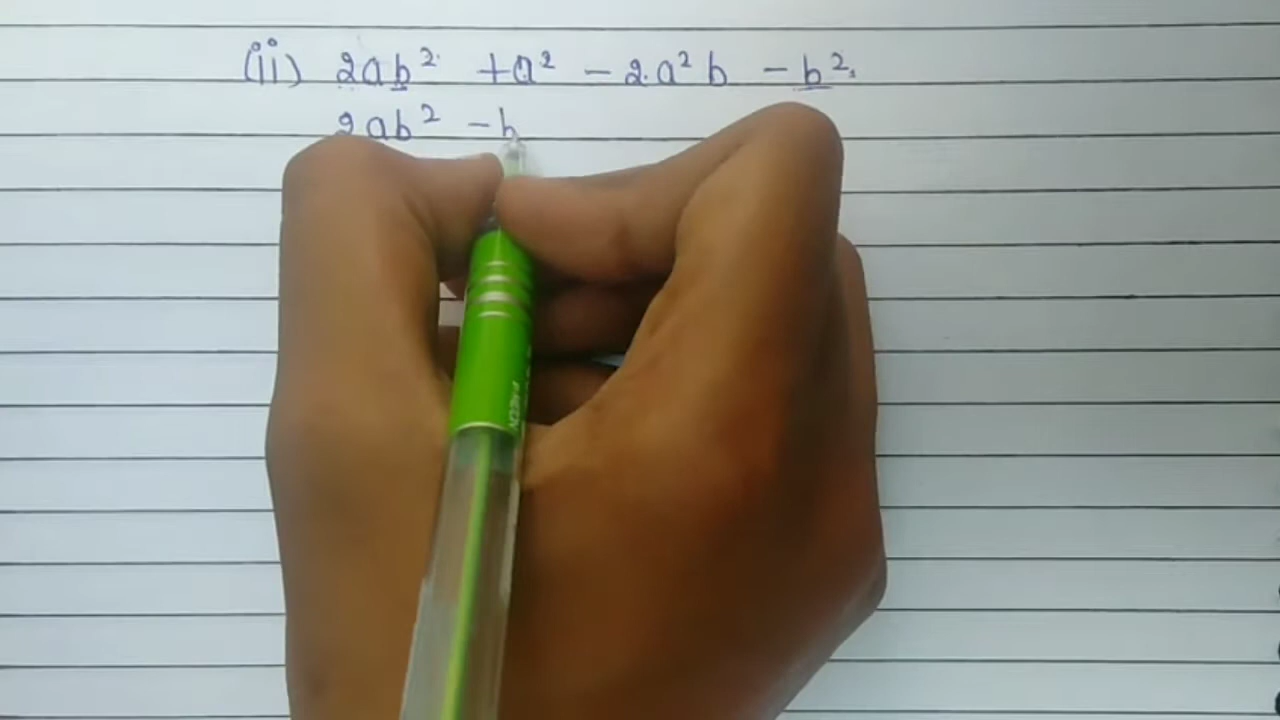 (ii) 2ab² + a² - 2a²b - b²
2ab² - b